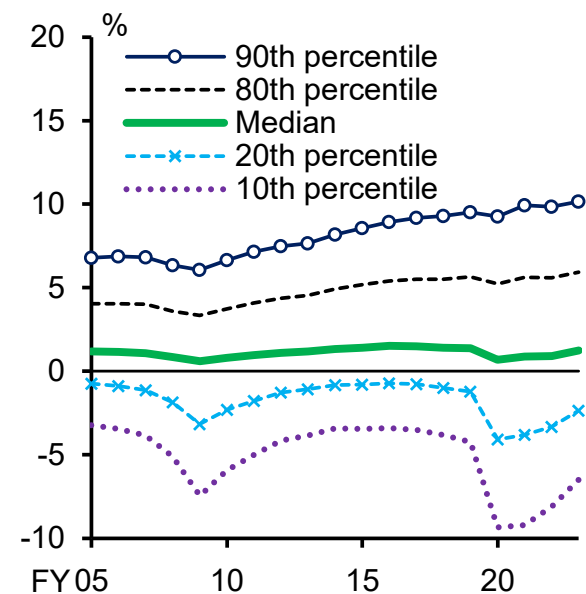 %
20
15
10
5
0
-5
-10
90th percentile
80th percentile
Median
20th percentile
10th percentile
FY 05 10 15 20